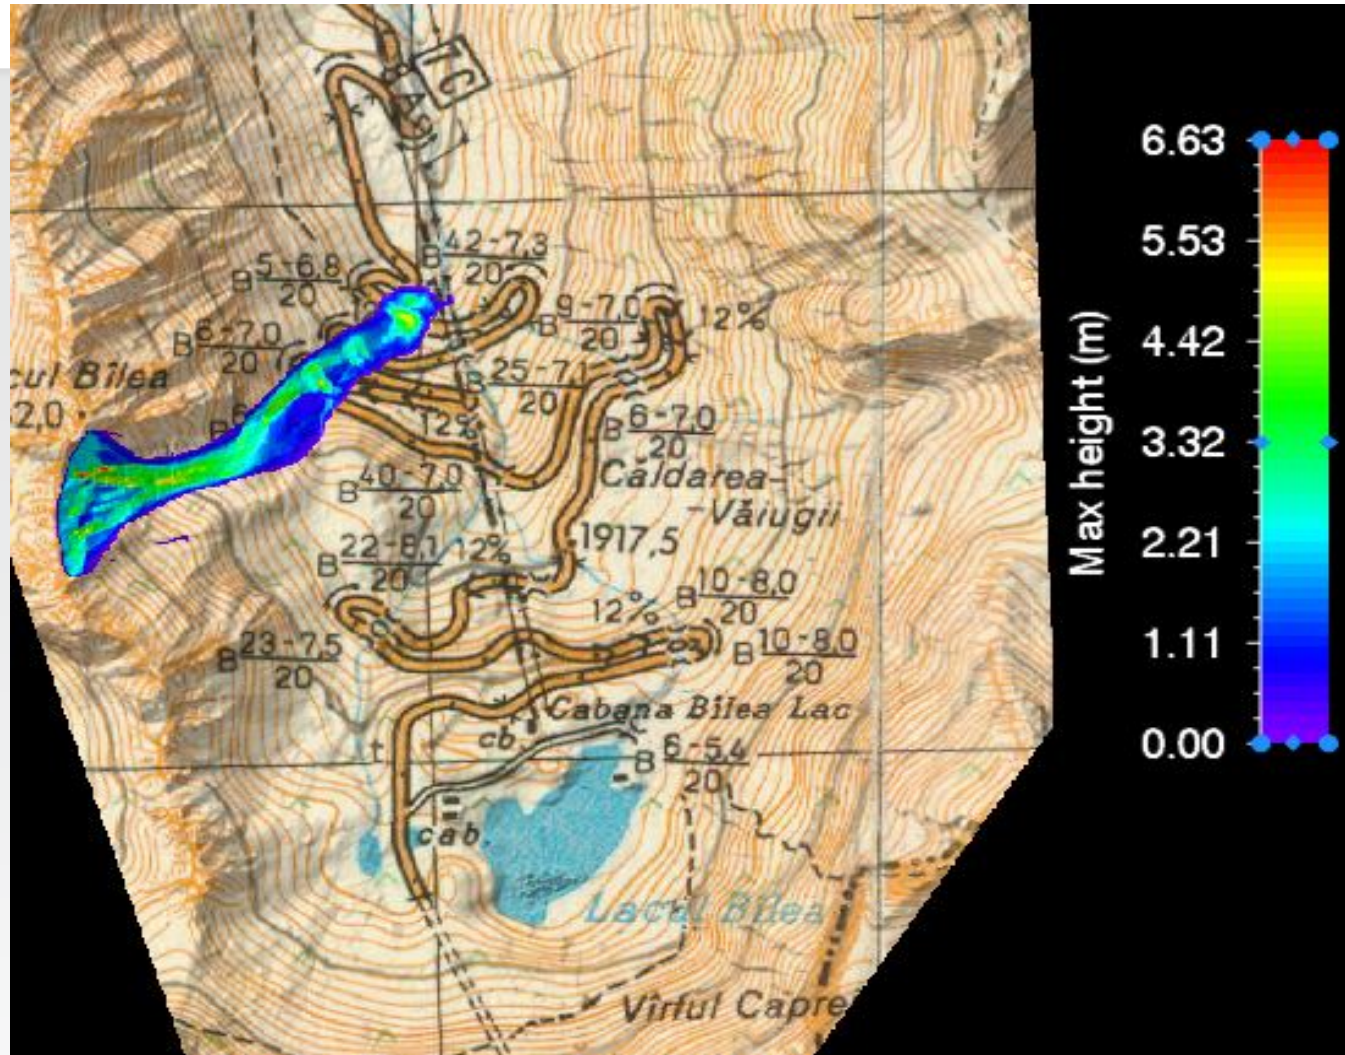 7C
B 5-6,8
20
B 42-7,3
20
B 6-7,0
20
B 9-7,0
20
12%
cul Bîlea
2,0
B 25-7,1
20
12%
B 6-7,0
20
B 40-7,0
20
Căldarea-
-Văiugii
1917,5
B 22-8,1
20
12%
12%
B 10-8,0
20
B 23-7,5
20
B 10-8,0
20
Cabana Bîlea Lac
cb.
B 6-5,4
20
cab.
Lacul Bîlea
Vîrful Capre
Max height (m)
6.63
5.53
4.42
3.32
2.21
1.11
0.00